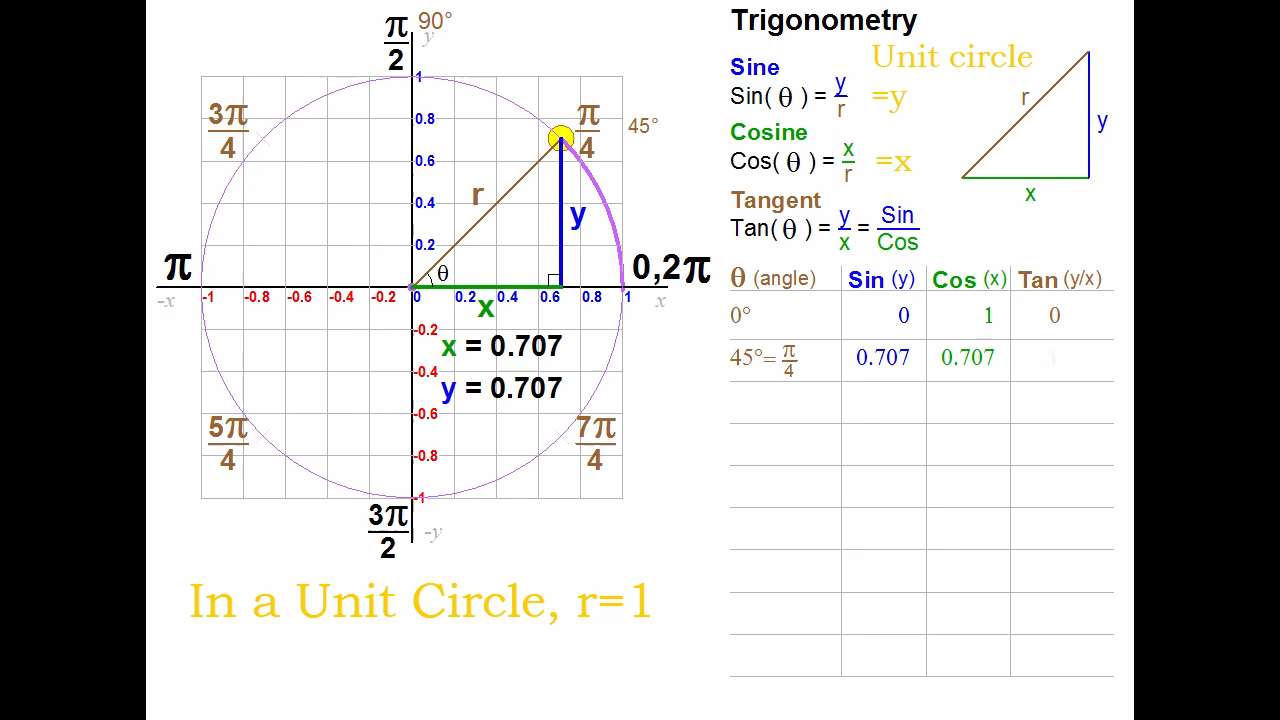 π/2 90°
y
3π/4
π/4 45°
1
0.8
0.6
0.4
0.2
r
y
θ
π
0,2π
-x
-1 -0.8 -0.6 -0.4 -0.2 0 0.2 0.4 0.6 0.8 1
x
x
x = 0.707
y = 0.707
-0.2
-0.4
-0.6
-0.8
-1
5π/4
7π/4
3π/2
-y
In a Unit Circle, r=1
Trigonometry
Unit circle
Sine
Sin( θ ) = y/r =y
Cosine
Cos( θ ) = x/r =x
Tangent
Tan( θ ) = y/x = Sin/Cos
r
y
x
θ (angle) Sin (y) Cos (x) Tan (y/x)
0° 0 1 0
45°= π/4 0.707 0.707